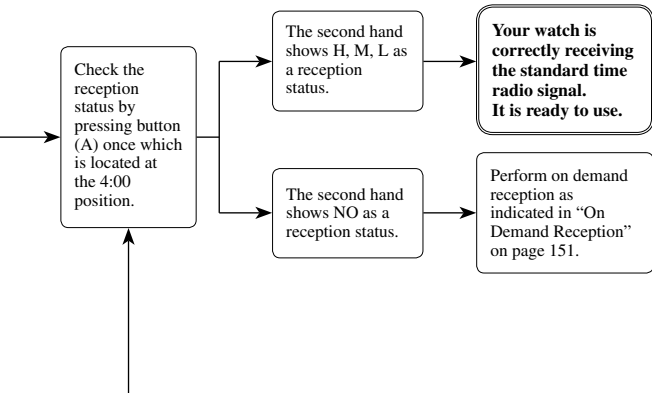 Check the
reception
status by
pressing button
(A) once which
is located at
the 4:00
position.
The second hand
shows H, M, L as
a reception
status.
Your watch is
correctly receiving
the standard time
radio signal.
It is ready to use.
The second hand
shows NO as a
reception status.
Perform on demand
reception as
indicated in “On
Demand Reception”
on page 151.